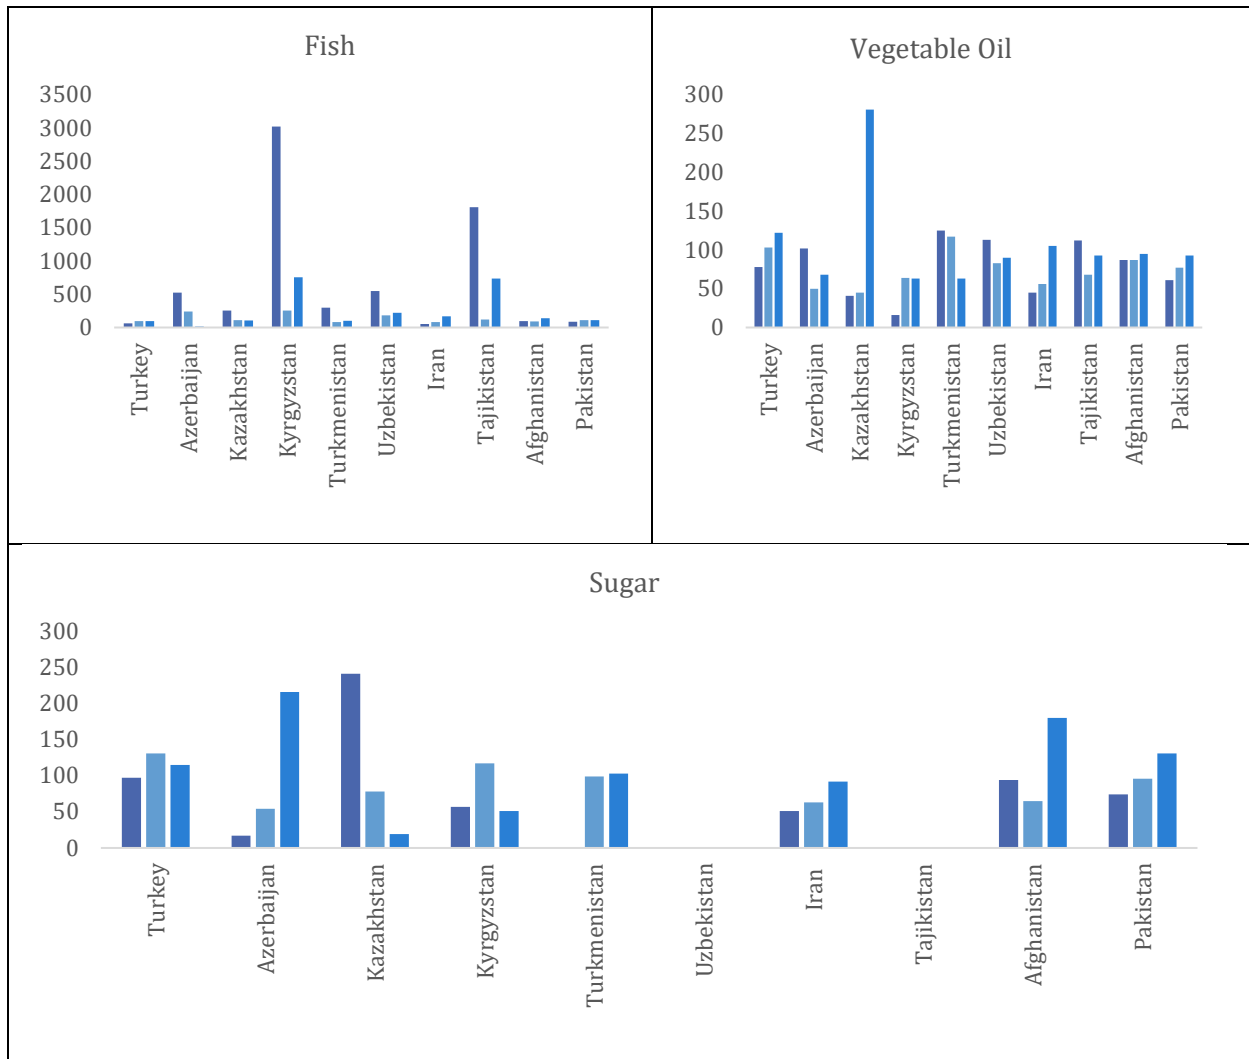 Fish
3500
3000
2500
2000
1500
1000
500
0
Turkey
Azerbaijan
Kazakhstan
Kyrgyzstan
Turkmenistan
Uzbekistan
Iran
Tajikistan
Afghanistan
Pakistan
Vegetable Oil
300
250
200
150
100
50
0
Turkey
Azerbaijan
Kazakhstan
Kyrgyzstan
Turkmenistan
Uzbekistan
Iran
Tajikistan
Afghanistan
Pakistan
Sugar
300
250
200
150
100
50
0
Turkey
Azerbaijan
Kazakhstan
Kyrgyzstan
Turkmenistan
Uzbekistan
Iran
Tajikistan
Afghanistan
Pakistan